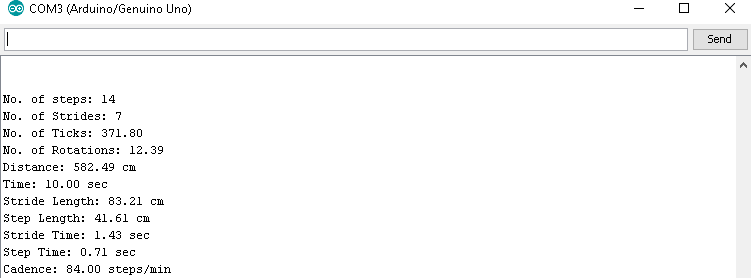 COM3 (Arduino/Genuino Uno)
Send
No. of steps: 14
No. of Strides: 7
No. of Ticks: 371.80
No. of Rotations: 12.39
Distance: 582.49 cm
Time: 10.00 sec
Stride Length: 83.21 cm
Step Length: 41.61 cm
Stride Time: 1.43 sec
Step Time: 0.71 sec
Cadence: 84.00 steps/min